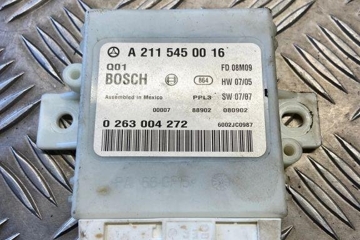 A 211 545 00 16
Q01
FD 08M09
BOSCH
864
HW 07/05
Assembled in Mexico
PPL3
SW 07/07
00007
88902
080902
0 263 004 272
6002JC0987